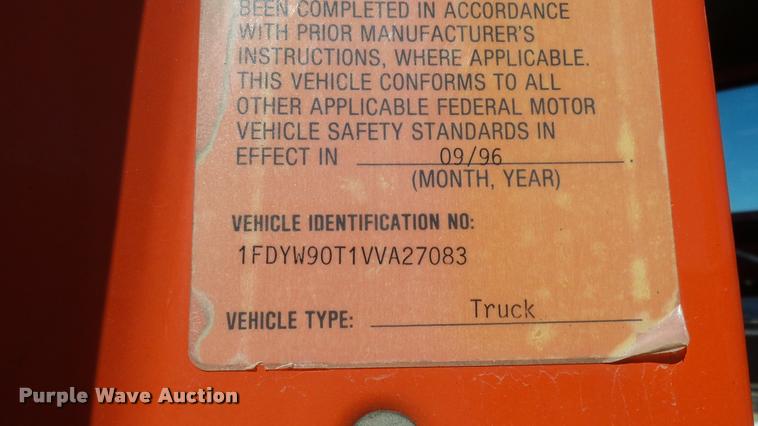 BEEN COMPLETED IN ACCORDANCE
WITH PRIOR MANUFACTURER'S
INSTRUCTIONS, WHERE APPLICABLE.
THIS VEHICLE CONFORMS TO ALL
OTHER APPLICABLE FEDERAL MOTOR
VEHICLE SAFETY STANDARDS IN
EFFECT IN 09/96.
(MONTH, YEAR)
VEHICLE IDENTIFICATION NO:
1FDYW90T1VVA27083
VEHICLE TYPE: Truck
Purple Wave Auction